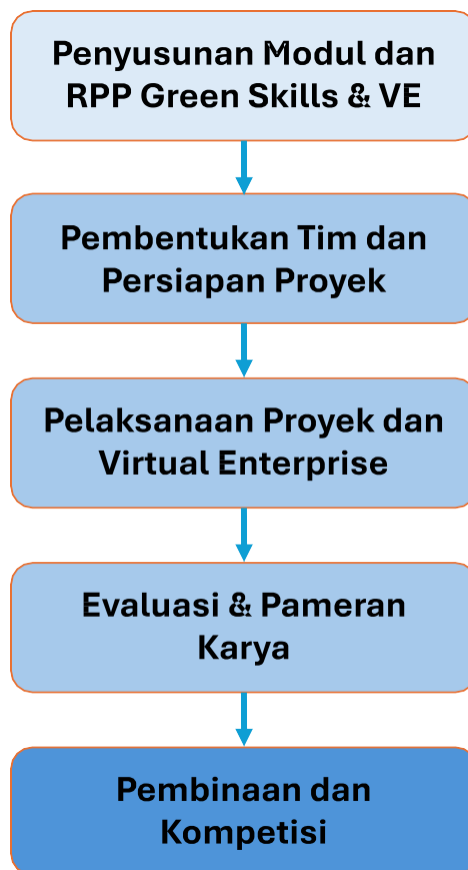 Penyusunan Modul dan
RPP Green Skills & VE
Pembentukan Tim dan
Persiapan Proyek
Pelaksanaan Proyek dan
Virtual Enterprise
Evaluasi & Pameran
Karya
Pembinaan dan
Kompetisi